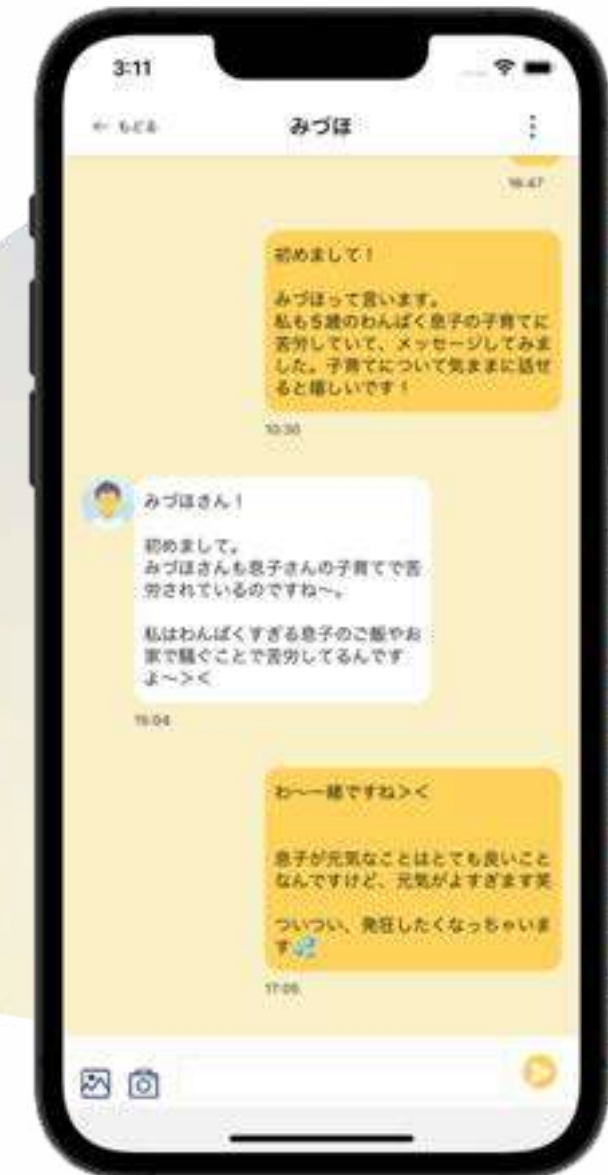 3:11
← もどる
みづほ
16:47
初めまして！
みづほって言います。
私も5歳のわんぱく息子の子育てに
苦労していて、メッセージしてみま
した。子育てについて気ままに話せ
ると嬉しいです！
10:30
みづほさん！
初めまして。
みづほさんも息子さんの子育てで苦
労されているのですね〜。
私はわんぱくすぎる息子のご飯やお
家で騒ぐことで苦労してるんです
よ〜><
15:04
わ〜一緒ですね＞＜
息子が元気なことはとても良いこと
なんですけど、元気がよすぎます笑
ついつい、発狂したくなっちゃいま
す💦
17:05